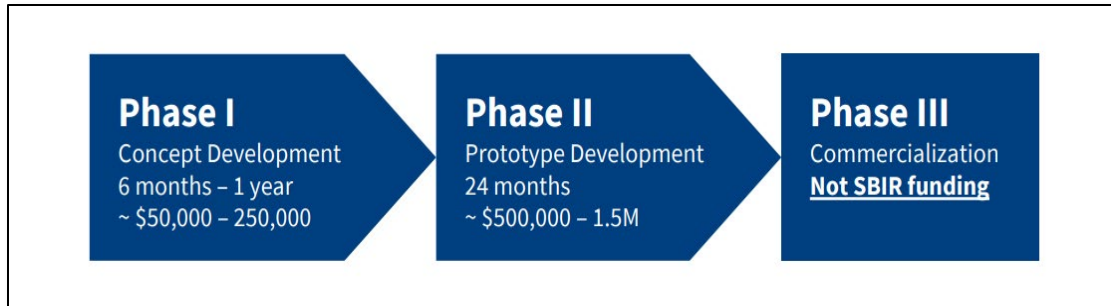 Phase I
Concept Development
6 months – 1 year
~ $50,000 – 250,000
Phase II
Prototype Development
24 months
~ $500,000 – 1.5M
Phase III
Commercialization
Not SBIR funding